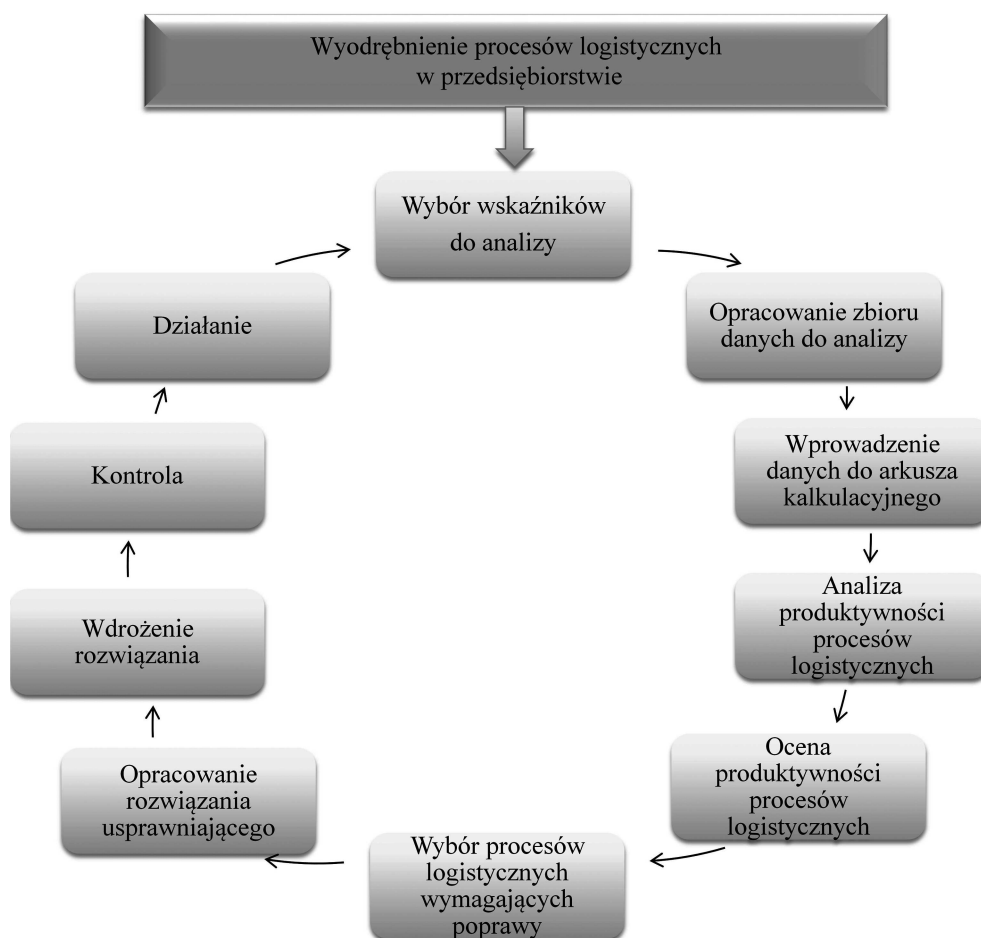 Wyodrębnienie procesów logistycznych
w przedsiębiorstwie
Wybór wskaźników
do analizy
Opracowanie zbioru
danych do analizy
Wprowadzenie
danych do arkusza
kalkulacyjnego
Analiza
produktywności
procesów
logistycznych
Ocena
produktywności
procesów
logistycznych
Wybór procesów
logistycznych
wymagających
poprawy
Opracowanie
rozwiązania
usprawniającego
Wdrożenie
rozwiązania
Kontrola
Działanie